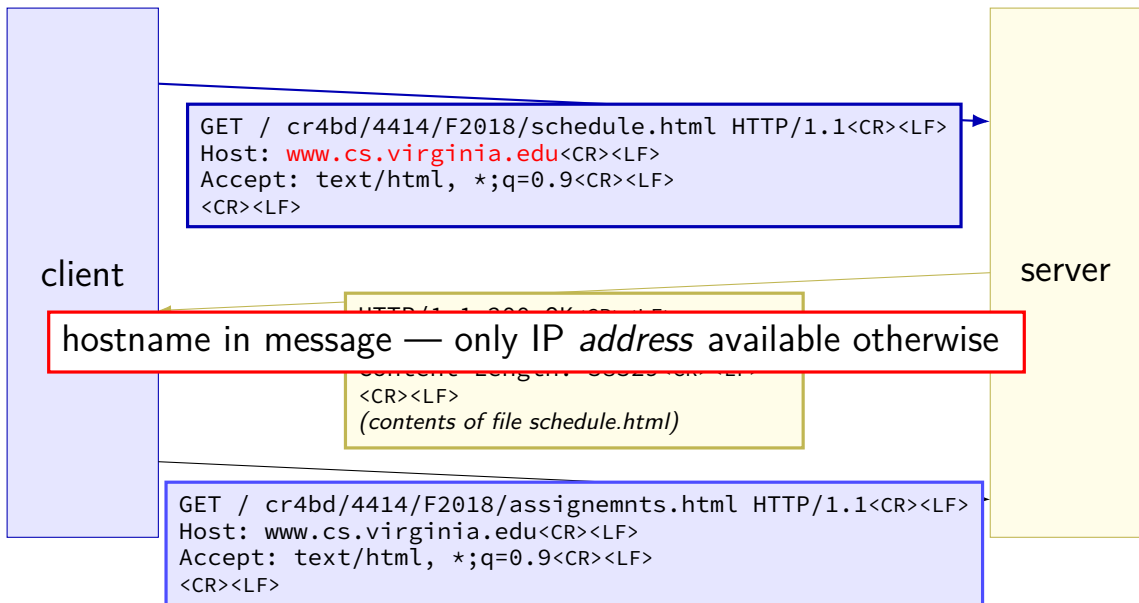 GET / cr4bd/4414/F2018/schedule.html HTTP/1.1<CR><LF>
Host: www.cs.virginia.edu<CR><LF>
Accept: text/html, *;q=0.9<CR><LF>
<CR><LF>
client
server
hostname in message — only IP address available otherwise
<CR><LF>
(contents of file schedule.html)
GET / cr4bd/4414/F2018/assignemnts.html HTTP/1.1<CR><LF>
Host: www.cs.virginia.edu<CR><LF>
Accept: text/html, *;q=0.9<CR><LF>
<CR><LF>